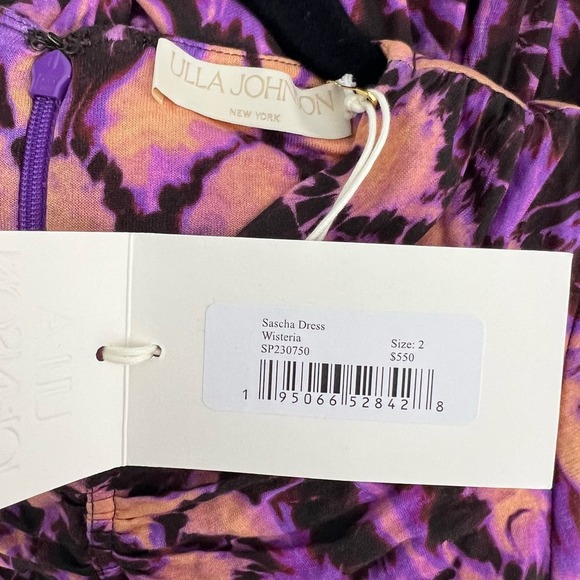 ULLA JOHNSON
NEW YORK
Sascha Dress
Wisteria
SP230750
Size: 2
$550
1 95066 52842 8